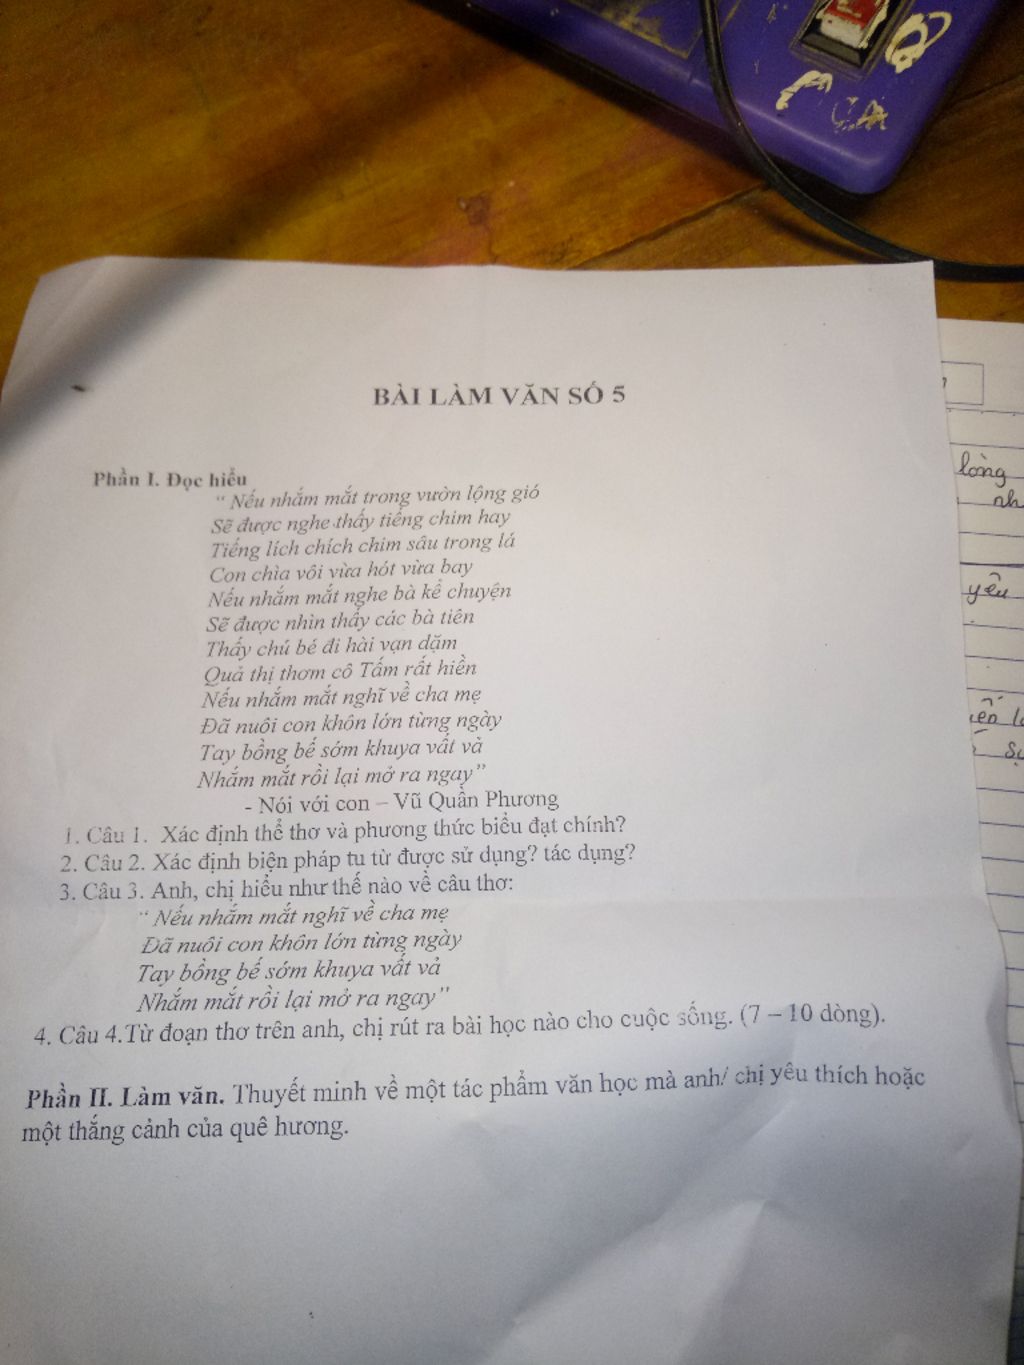 BÀI LÀM VĂN SỐ 5
Phần I. Đọc hiểu
“ Nếu nhắm mắt trong vườn lộng gió
Sẽ được nghe thấy tiếng chim hay
Tiếng lích chích chim sâu trong lá
Con chìa vôi vừa hót vừa bay
Nếu nhắm mắt nghe bà kể chuyện
Sẽ được nhìn thấy các bà tiên
Thấy chú bé đi hài vạn dặm
Quả thị thơm cô Tấm rất hiền
Nếu nhắm mắt nghĩ về cha mẹ
Đã nuôi con khôn lớn từng ngày
Tay bồng bế sớm khuya vất vả
Nhắm mắt rồi lại mở ra ngay”
- Nói với con – Vũ Quần Phương
1. Câu 1. Xác định thể thơ và phương thức biểu đạt chính?
2. Câu 2. Xác định biện pháp tu từ được sử dụng? tác dụng?
3. Câu 3. Anh, chị hiểu như thế nào về câu thơ:
“ Nếu nhắm mắt nghĩ về cha mẹ
Đã nuôi con khôn lớn từng ngày
Tay bồng bế sớm khuya vất vả
Nhắm mắt rồi lại mở ra ngay”
4. Câu 4.Từ đoạn thơ trên anh, chị rút ra bài học nào cho cuộc sống. (7 – 10 dòng).
Phần II. Làm văn. Thuyết minh về một tác phẩm văn học mà anh/ chị yêu thích hoặc
một thắng cảnh của quê hương.
lòng
nh
yêu